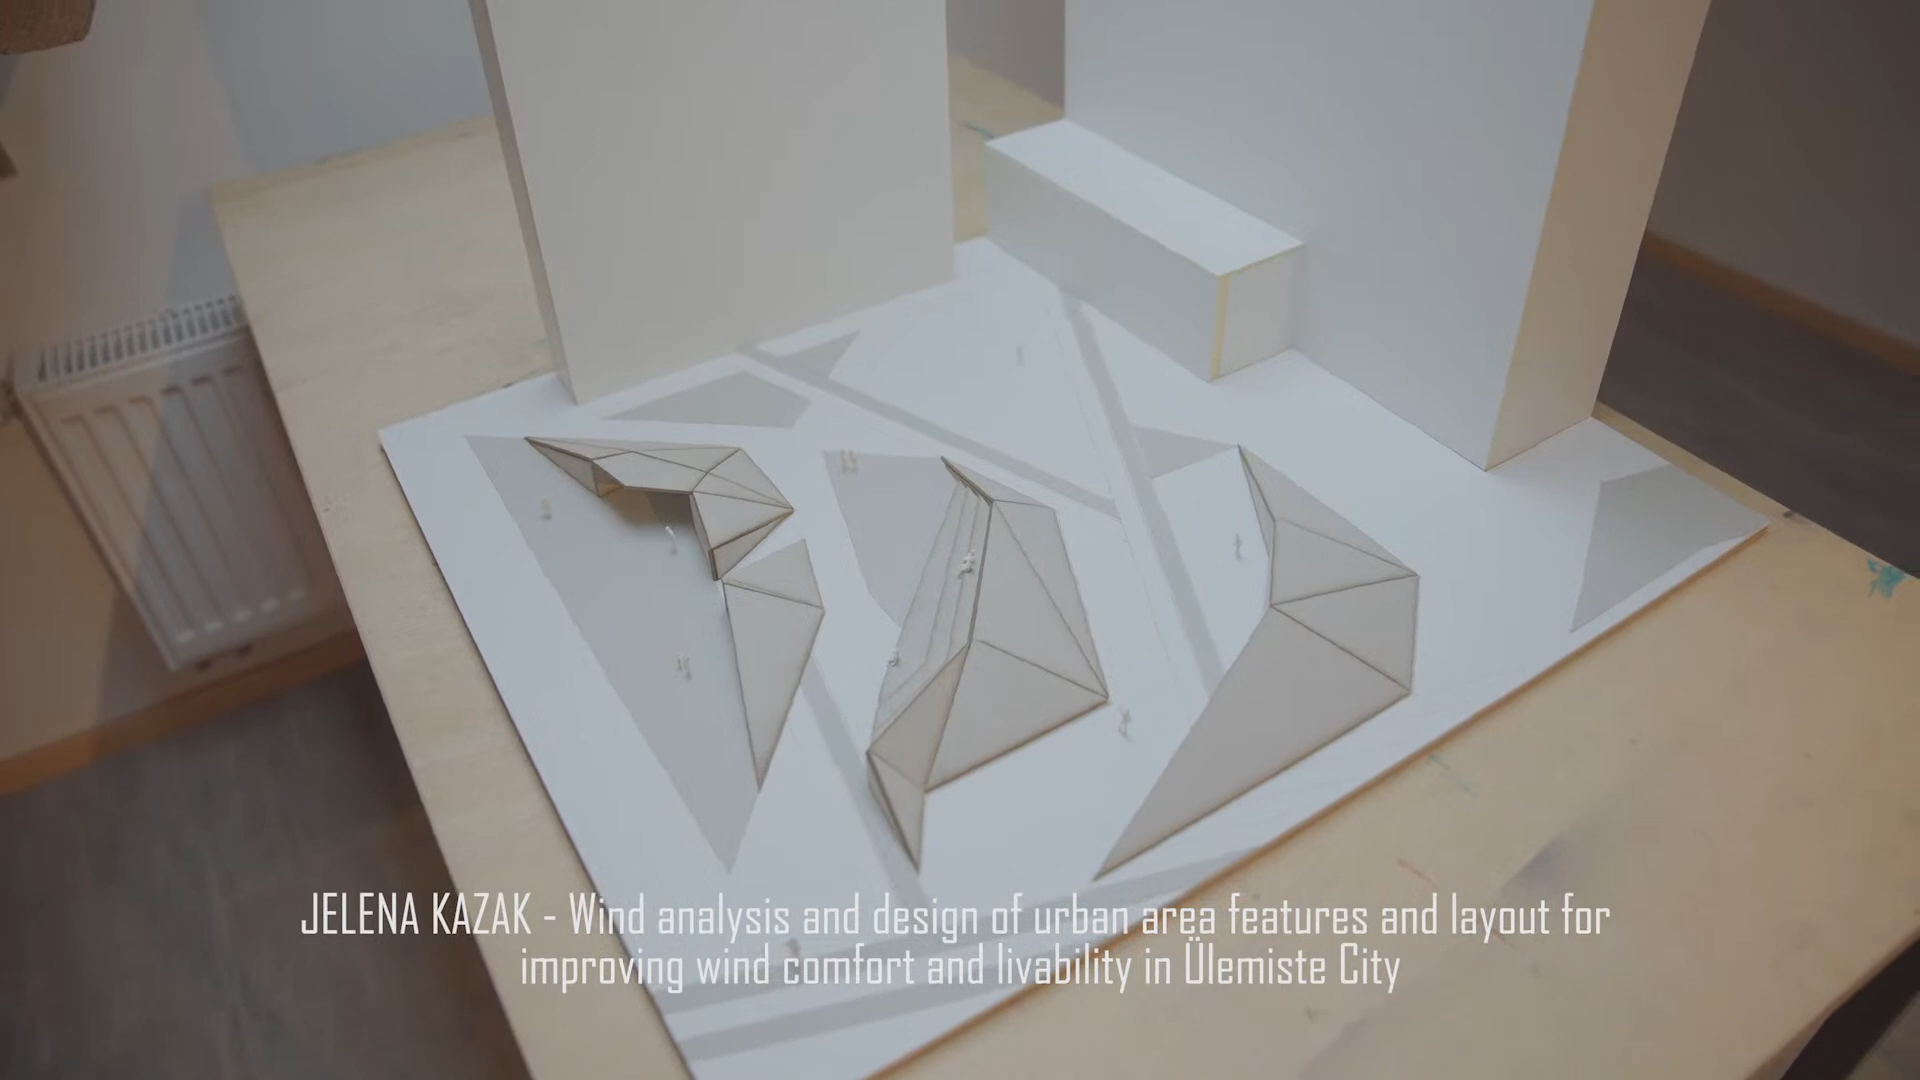 JELENA KAZAK - Wind analysis and design of urban area features and layout for
improving wind comfort and livability in Ülemiste City